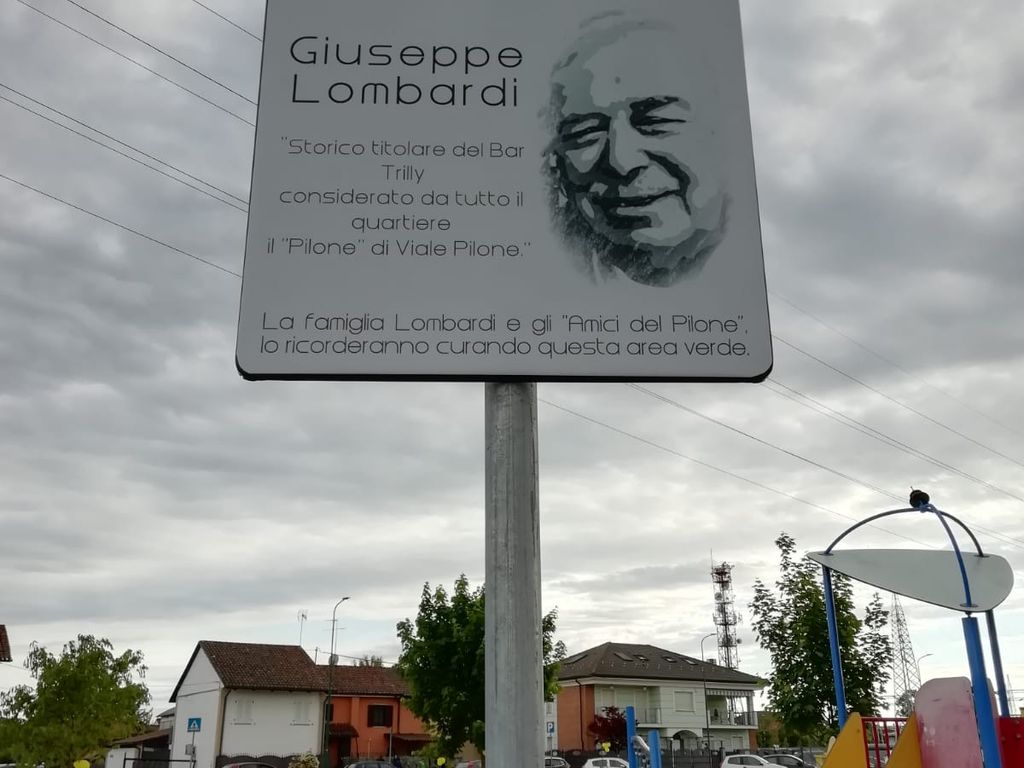 Giuseppe
Lombardi
"Storico titolare del Bar
Trilly
considerato da tutto il
quartiere
il "Pilone" di Viale Pilone."
La famiglia Lombardi e gli "Amici del Pilone",
lo ricorderanno curando questa area verde.
P